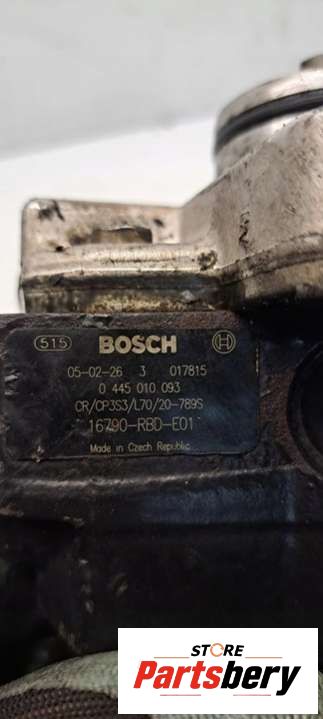 515 BOSCH
05-02-26 3 017815
0 445 010 093
CR/CP3S3/L70/20-789S
16790-RBD-E01
Made in Czech Republic
STORE
Partsbery